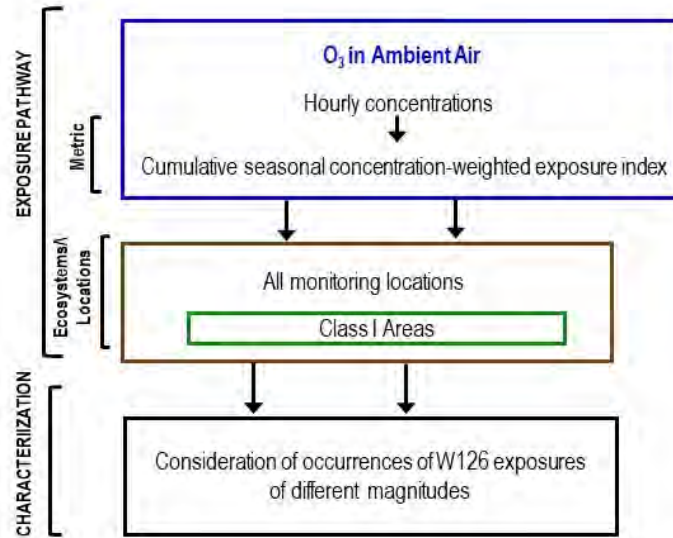 EXPOSURE PATHWAY
Metric
O₃ in Ambient Air
Hourly concentrations
Cumulative seasonal concentration-weighted exposure index
Ecosystems/\
Locations
All monitoring locations
Class I Areas
CHARACTERIIZATION
Consideration of occurrences of W126 exposures
of different magnitudes